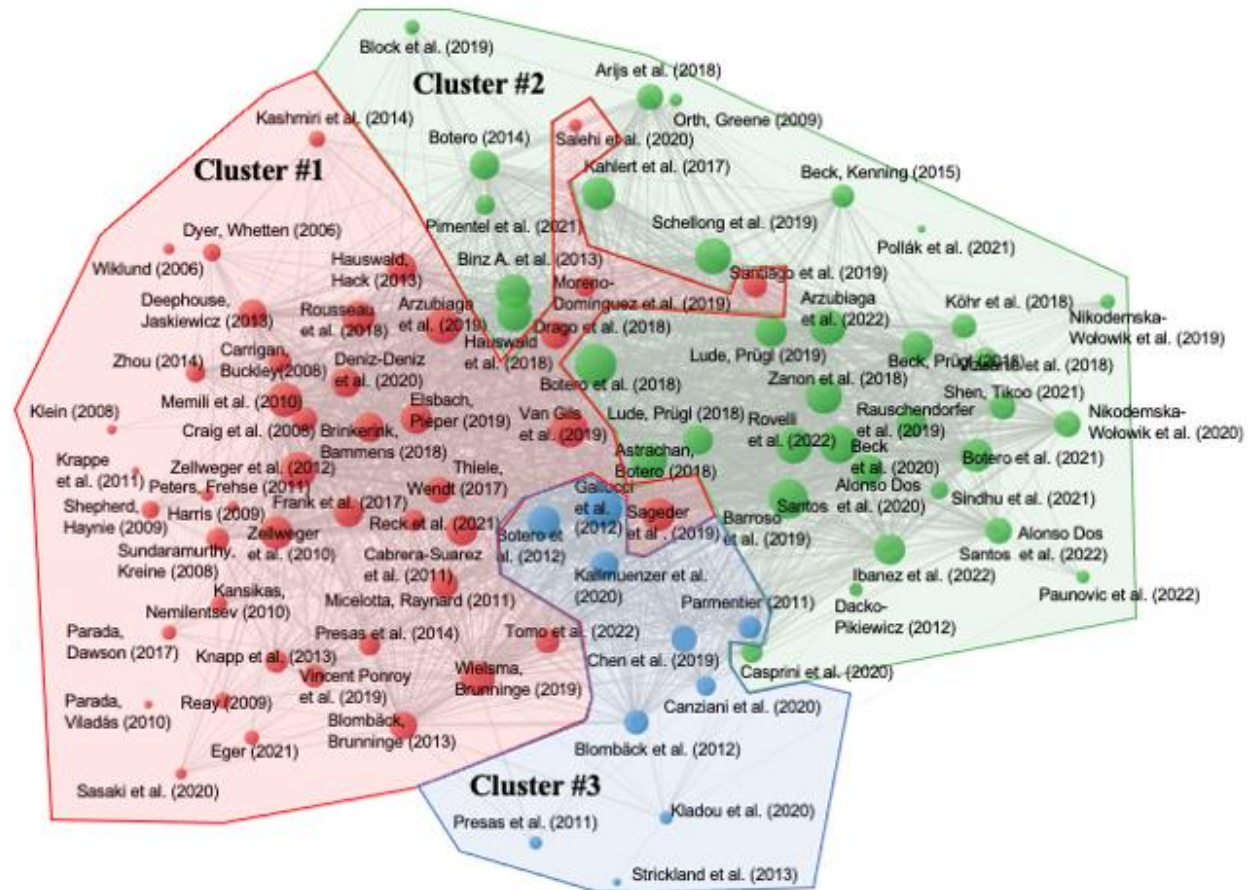 Block et al. (2019)
Cluster #2
Arijs et al. (2018)
Orth, Greene (2009)
Kashmiri et al. (2014)
Botero (2014)
Salehi et al. (2020)
Kahlert et al. (2017)
Beck, Kenning (2015)
Cluster #1
Pimentel et al. (2021)
Schellong et al. (2019)
Pollák et al. (2021)
Dyer, Whetten (2006)
Wiklund (2006)
Hauswald,
Hack (2013)
Binz A. et al. (2013)
Moreno-
Domínguez et al. (2019)
Santiago et al. (2019)
Deephouse,
Jaskiewicz (2013)
Rousseau
et al. (2018)
Arzubiaga
et al. (2019)
Hauswald
et al. (2018)
Drago et al. (2018)
Arzubiaga
et al. (2022)
Köhr et al. (2018)
Nikodemska-
Wołowik et al. (2019)
Zhou (2014)
Carrigan,
Buckley(2008)
Deniz-Deniz
et al. (2020)
Botero et al. (2018)
Lude, Prügl (2019)
Beck, Prügl (2018)
Zanon et al. (2018)
Shen, Tikoo (2021)
Klein (2008)
Memili et al. (2010)
Craig et al. (2008)
Elsbach,
Pieper (2019)
Brinkerink,
Bammens (2018)
Van Gils
et al. (2019)
Lude, Prügl (2018)
Rovelli
et al. (2022)
Rauschendorfer
et al. (2019)
Nikodemska-
Wołowik et al. (2020)
Krappe
et al. (2011)
Zellweger et al. (2012)
Peters, Frehse (2011)
Thiele,
Wendt (2017)
Astrachan,
Botero (2018)
Beck
et al. (2020)
Botero et al. (2021)
Shepherd,
Haynie (2009)
Harris (2009)
Frank et al. (2017)
Reck et al. (2021)
Gallucci
et al.
(2012)
Sageder
et al. (2019)
Alonso Dos
Santos
et al. (2020)
Sindhu et al. (2021)
Sundaramurthy,
Kreine (2008)
Zellweger
et al. (2010)
Botero
et al. (2012)
Barroso
et al. (2019)
Alonso Dos
Santos et al. (2022)
Cabrera-Suarez
et al. (2011)
Kallmuenzer et al.
(2020)
Ibanez et al. (2022)
Kansikas,
Nemilentsev (2010)
Micelotta, Raynard (2011)
Parmentier (2011)
Dacko-
Pikiewicz (2012)
Paunovic et al. (2022)
Parada,
Dawson (2017)
Presas et al. (2014)
Tomo et al. (2022)
Chen et al. (2019)
Casprini et al. (2020)
Knapp et al. (2013)
Vincent Ponroy
et al. (2019)
Wielsma,
Brunninge (2019)
Canziani et al. (2020)
Parada,
Viladás (2010)
Reay (2009)
Blombäck,
Brunninge (2013)
Blombäck et al. (2012)
Eger (2021)
Sasaki et al. (2020)
Cluster #3
Presas et al. (2011)
Kladou et al. (2020)
Strickland et al. (2013)